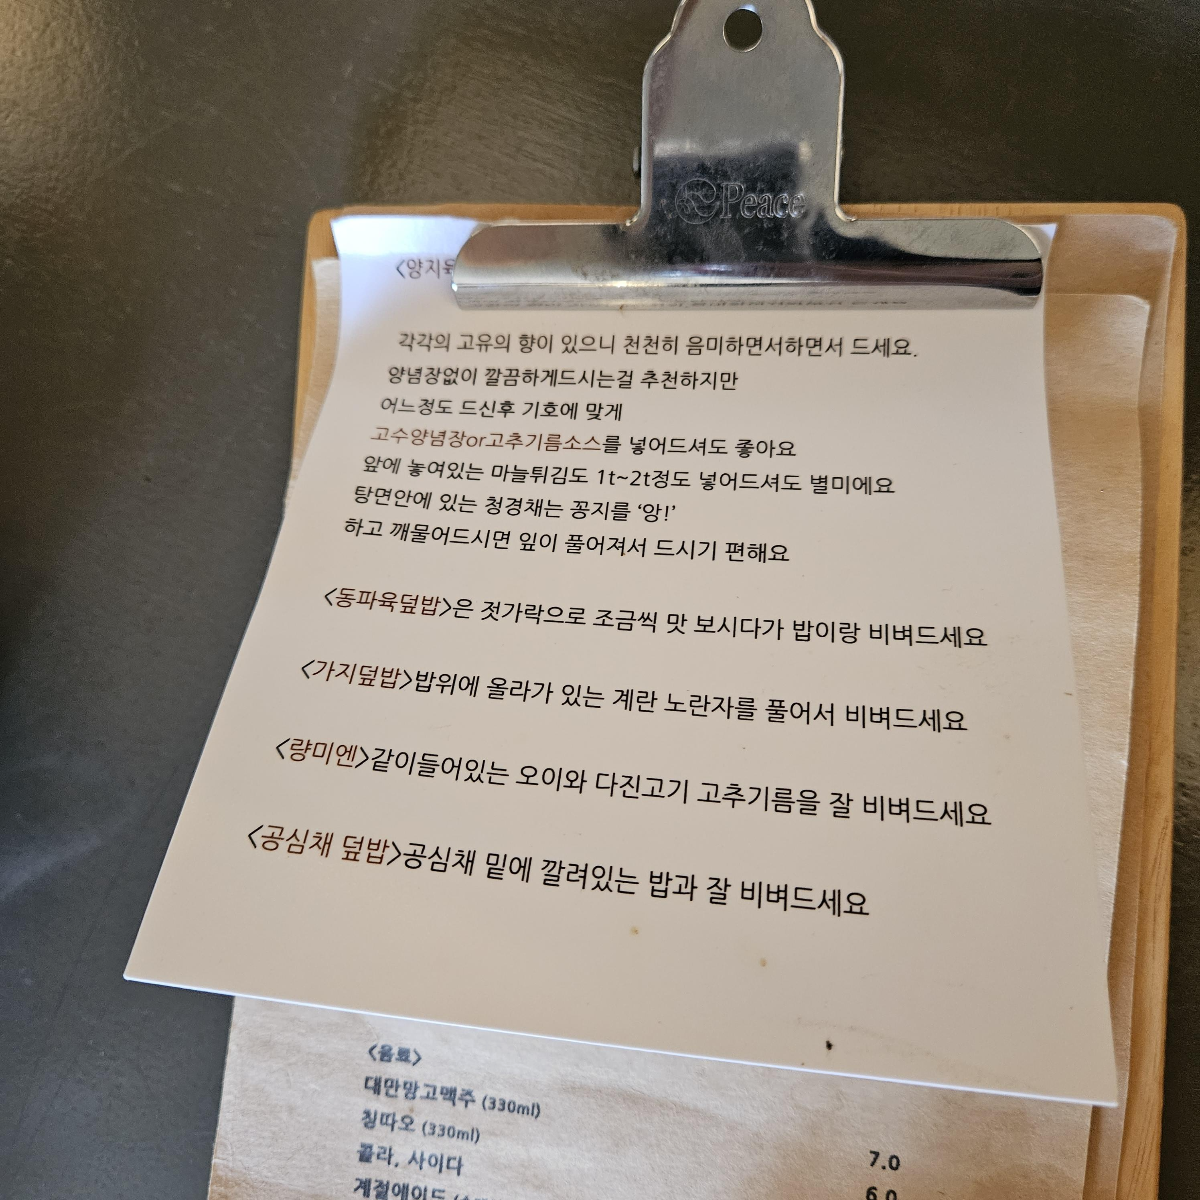 Peace
<양지
각각의 고유의 향이 있으니 천천히 음미하면서하면서 드세요.
양념장없이 깔끔하게드시는걸 추천하지만
어느정도 드신후 기호에 맞게
고수양념장or고추기름소스를 넣어드셔도 좋아요
앞에 놓여있는 마늘튀김도 1t~2t정도 넣어드셔도 별미에요
탕면안에 있는 청경채는 꽁지를 ‘앙!’
하고 깨물어드시면 잎이 풀어져서 드시기 편해요
<동파육덮밥>은 젓가락으로 조금씩 맛 보시다가 밥이랑 비벼드세요
<가지덮밥>밥위에 올라가 있는 계란 노란자를 풀어서 비벼드세요
<량미엔>같이들어있는 오이와 다진고기 고추기름을 잘 비벼드세요
<공심채 덮밥>공심채 밑에 깔려있는 밥과 잘 비벼드세요
<음료>
대만망고맥주 (330ml)
칭따오 (330ml) 7.0
콜라, 사이다 6.0
계절에이드